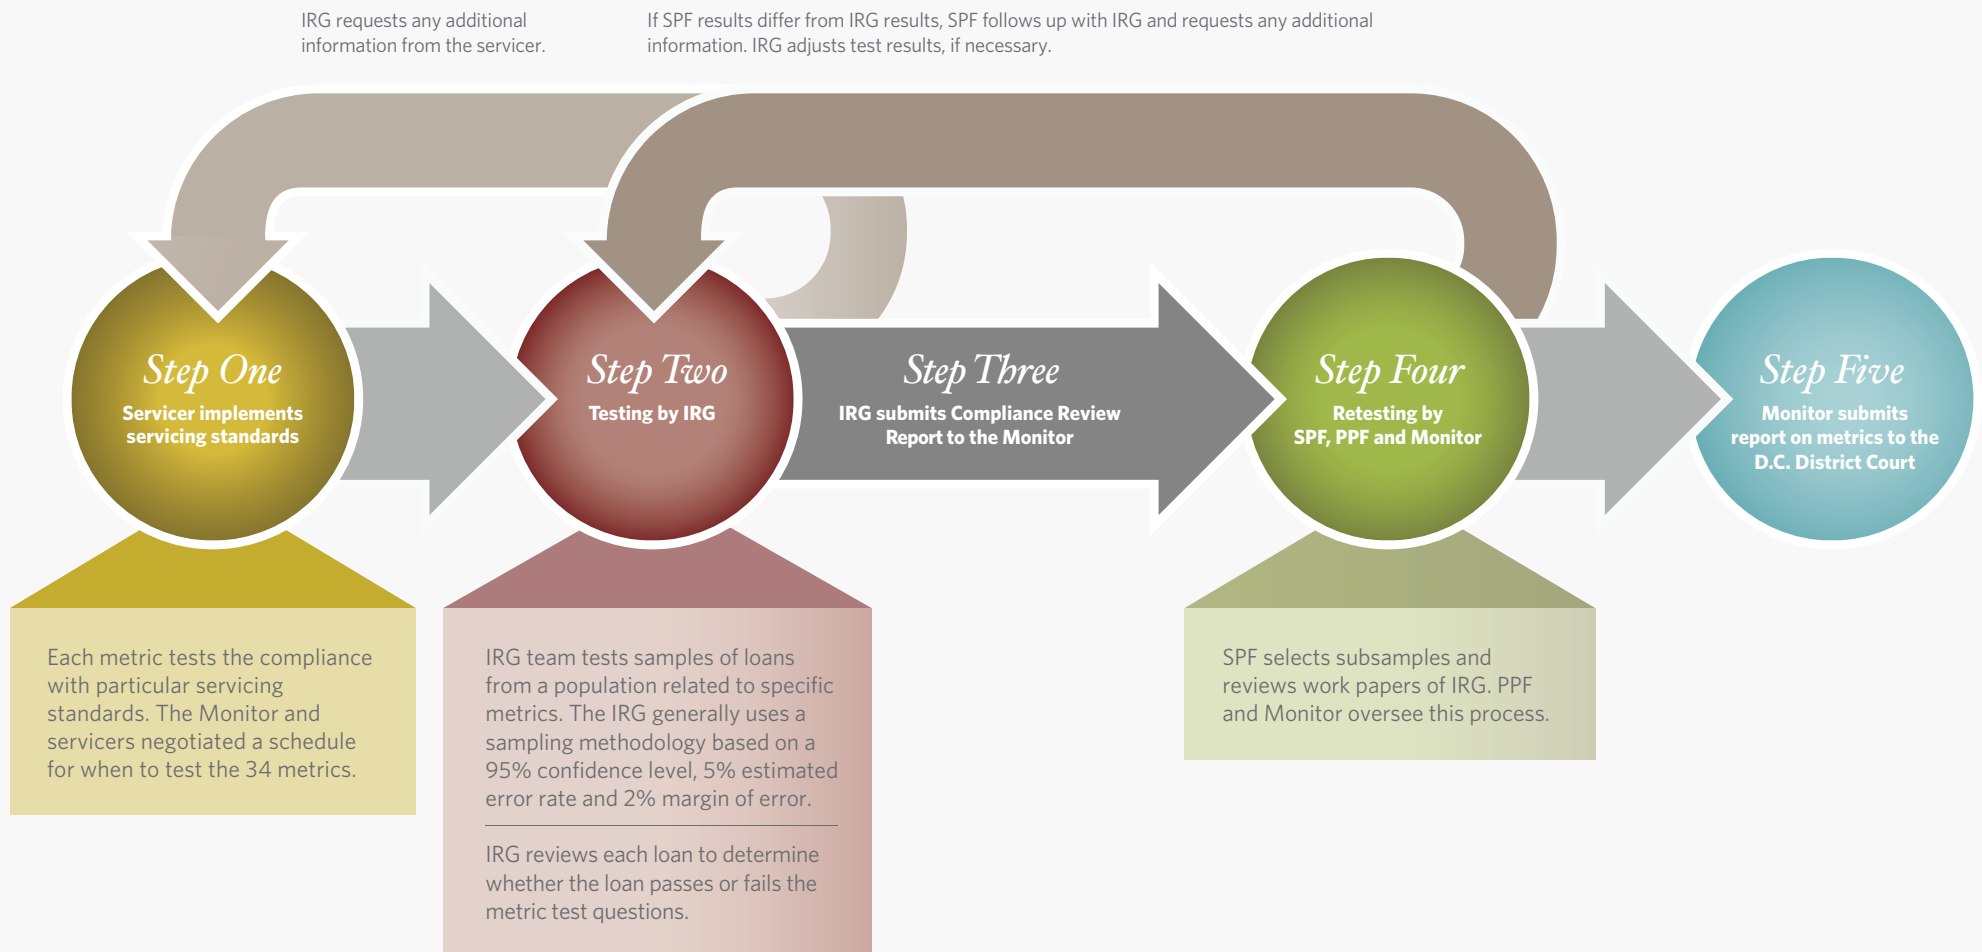 IRG requests any additional
information from the servicer.
If SPF results differ from IRG results, SPF follows up with IRG and requests any additional
information. IRG adjusts test results, if necessary.
Step One
Servicer implements
servicing standards
Step Two
Testing by IRG
Step Three
IRG submits Compliance Review
Report to the Monitor
Step Four
Retesting by
SPF, PPF and Monitor
Step Five
Monitor submits
report on metrics to the
D.C. District Court
Each metric tests the compliance
with particular servicing
standards. The Monitor and
servicers negotiated a schedule
for when to test the 34 metrics.
IRG team tests samples of loans
from a population related to specific
metrics. The IRG generally uses a
sampling methodology based on a
95% confidence level, 5% estimated
error rate and 2% margin of error.
IRG reviews each loan to determine
whether the loan passes or fails the
metric test questions.
SPF selects subsamples and
reviews work papers of IRG. PPF
and Monitor oversee this process.